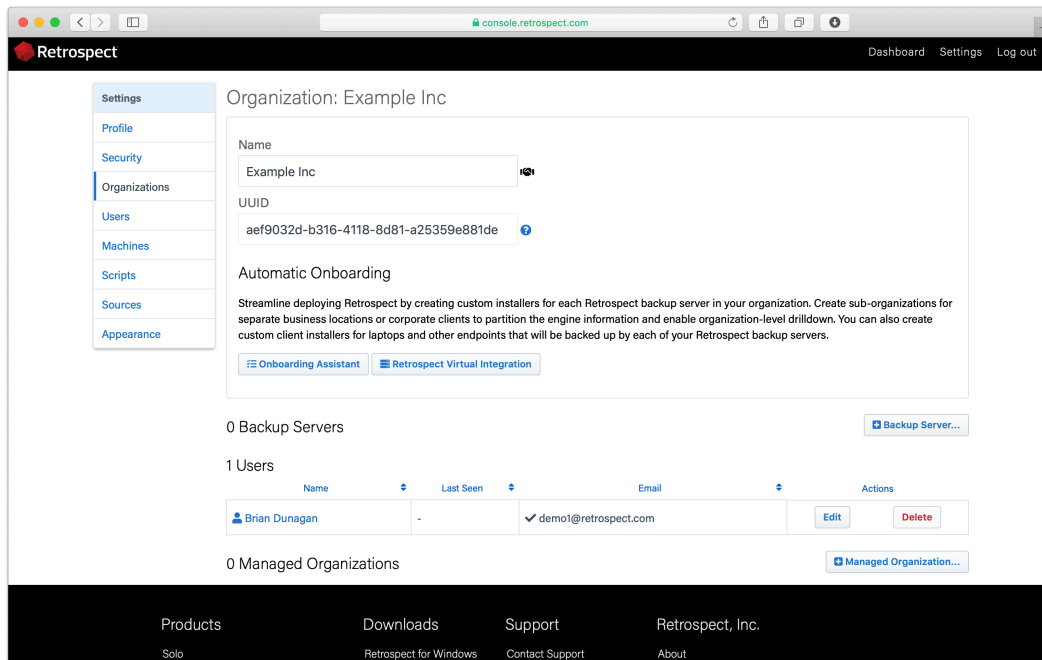 console.retrospect.com
Retrospect
Dashboard Settings Log out
Settings
Profile
Security
Organizations
Users
Machines
Scripts
Sources
Appearance
Organization: Example Inc
Name
Example Inc
UUID
aef9032d-b316-4118-8d81-a25359e881de
Automatic Onboarding
Streamline deploying Retrospect by creating custom installers for each Retrospect backup server in your organization. Create sub-organizations for
separate business locations or corporate clients to partition the engine information and enable organization-level drilldown. You can also create
custom client installers for laptops and other endpoints that will be backed up by each of your Retrospect backup servers.
Onboarding Assistant Retrospect Virtual Integration
0 Backup Servers
Backup Server...
1 Users
Name Last Seen Email Actions
Brian Dunagan - demo1@retrospect.com Edit Delete
0 Managed Organizations
Managed Organization...
Products Downloads Support Retrospect, Inc.
Solo Retrospect for Windows Contact Support About